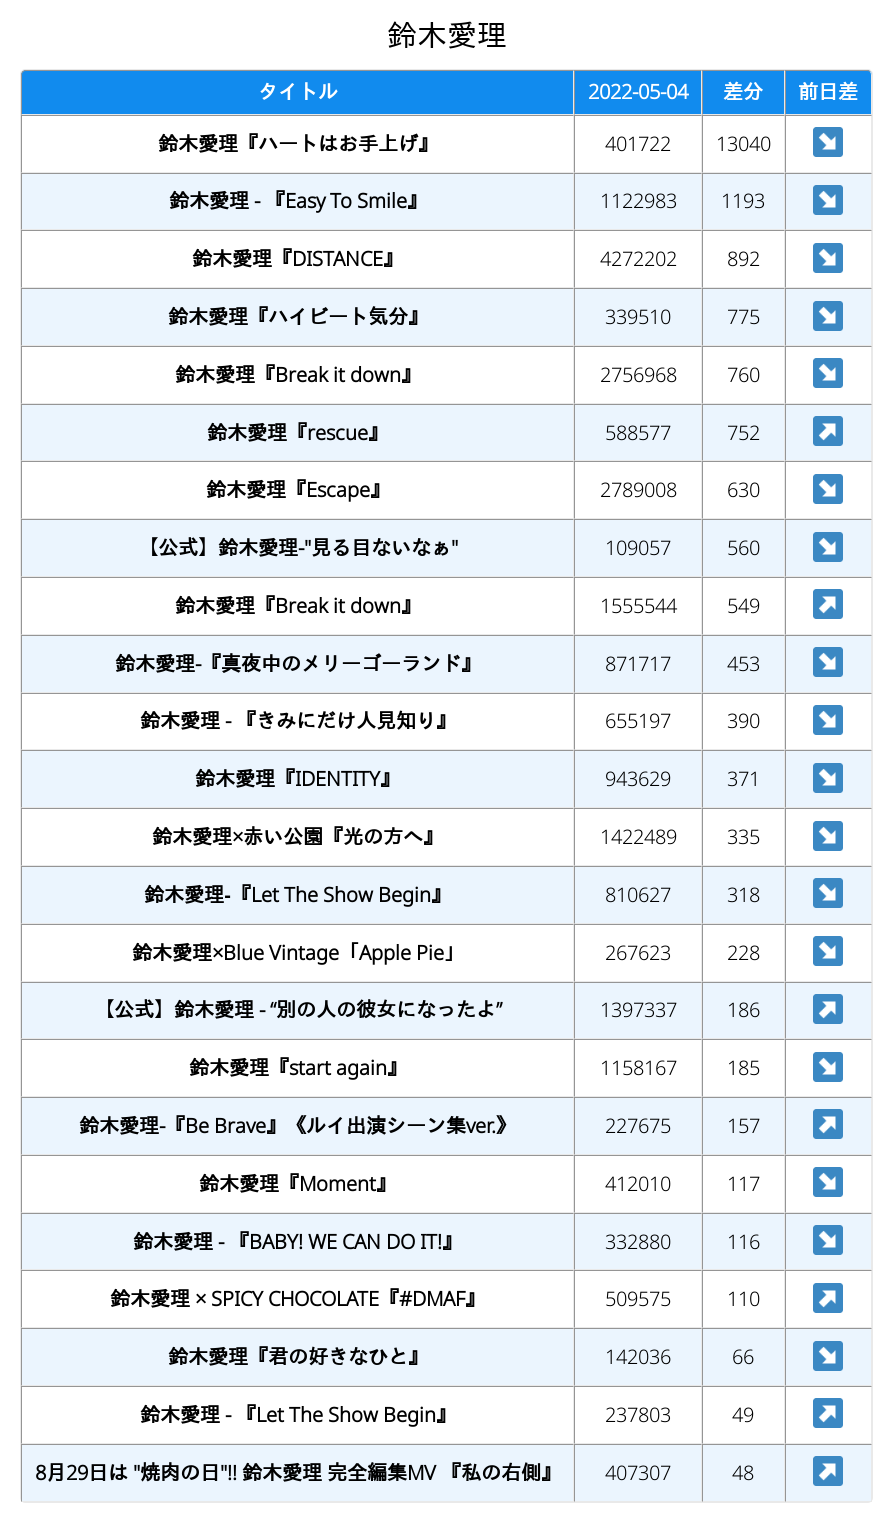 鈴木愛理
タイトル 2022-05-04 差分 前日差
鈴木愛理『ハートはお手上げ』 401722 13040 ↘
鈴木愛理 - 『Easy To Smile』 1122983 1193 ↘
鈴木愛理『DISTANCE』 4272202 892 ↘
鈴木愛理『ハイビート気分』 339510 775 ↘
鈴木愛理『Break it down』 2756968 760 ↘
鈴木愛理『rescue』 588577 752 ↗
鈴木愛理『Escape』 2789008 630 ↘
【公式】鈴木愛理-"見る目ないなぁ" 109057 560 ↘
鈴木愛理『Break it down』 1555544 549 ↗
鈴木愛理-『真夜中のメリーゴーランド』 871717 453 ↘
鈴木愛理 - 『きみにだけ人見知り』 655197 390 ↘
鈴木愛理『IDENTITY』 943629 371 ↘
鈴木愛理×赤い公園『光の方へ』 1422489 335 ↘
鈴木愛理-『Let The Show Begin』 810627 318 ↘
鈴木愛理×Blue Vintage「Apple Pie」 267623 228 ↘
【公式】鈴木愛理 - “別の人の彼女になったよ” 1397337 186 ↗
鈴木愛理『start again』 1158167 185 ↘
鈴木愛理-『Be Brave』《ルイ出演シーン集ver.》 227675 157 ↗
鈴木愛理『Moment』 412010 117 ↘
鈴木愛理 - 『BABY! WE CAN DO IT!』 332880 116 ↘
鈴木愛理 × SPICY CHOCOLATE『#DMAF』 509575 110 ↗
鈴木愛理『君の好きなひと』 142036 66 ↘
鈴木愛理 - 『Let The Show Begin』 237803 49 ↗
8月29日は "焼肉の日"!! 鈴木愛理 完全編集MV 『私の右側』 407307 48 ↗